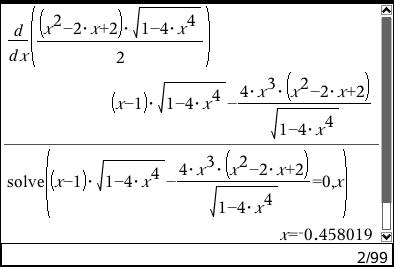 d/dx((x²-2·x+2)·√(1-4·x⁴)/2)
(x-1)·√(1-4·x⁴)-4·x³·(x²-2·x+2)/√(1-4·x⁴)
solve((x-1)·√(1-4·x⁴)-4·x³·(x²-2·x+2)/√(1-4·x⁴)=0,x)
x=⁻0.458019
2/99